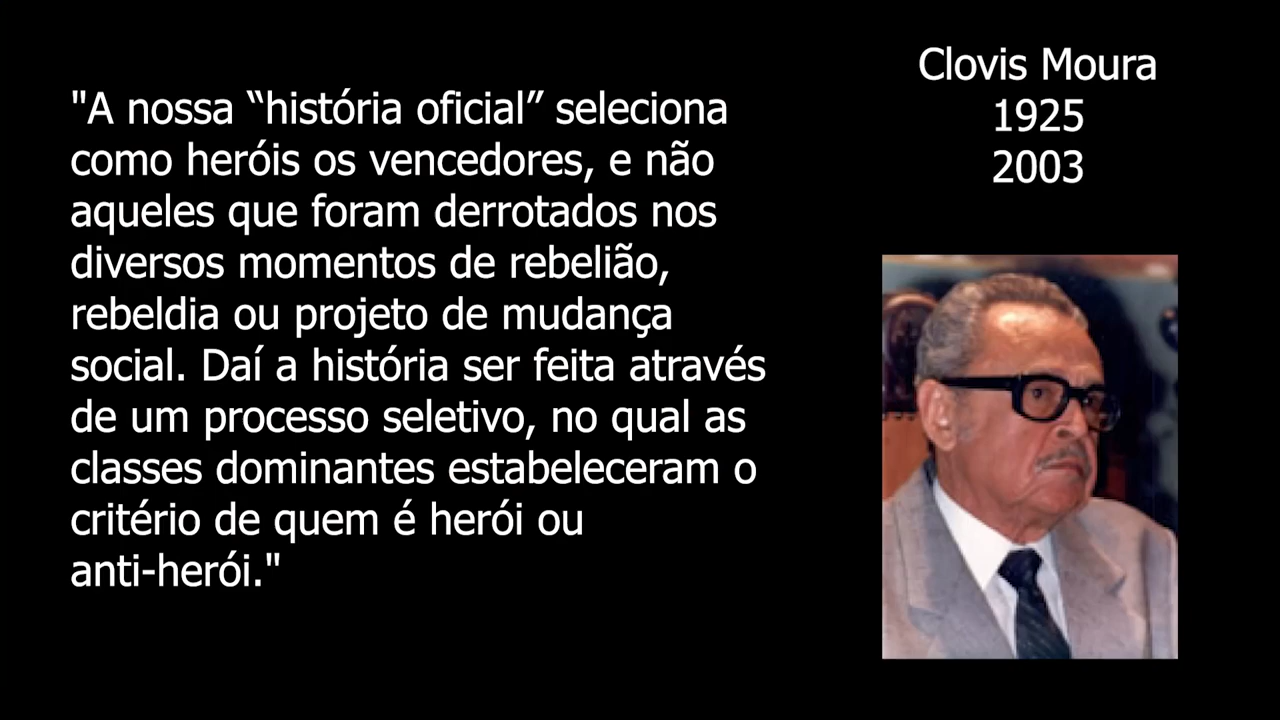 "A nossa “história oficial” seleciona
como heróis os vencedores, e não
aqueles que foram derrotados nos
diversos momentos de rebelião,
rebeldia ou projeto de mudança
social. Daí a história ser feita através
de um processo seletivo, no qual as
classes dominantes estabeleceram o
critério de quem é herói ou
anti-herói."
Clovis Moura
1925
2003